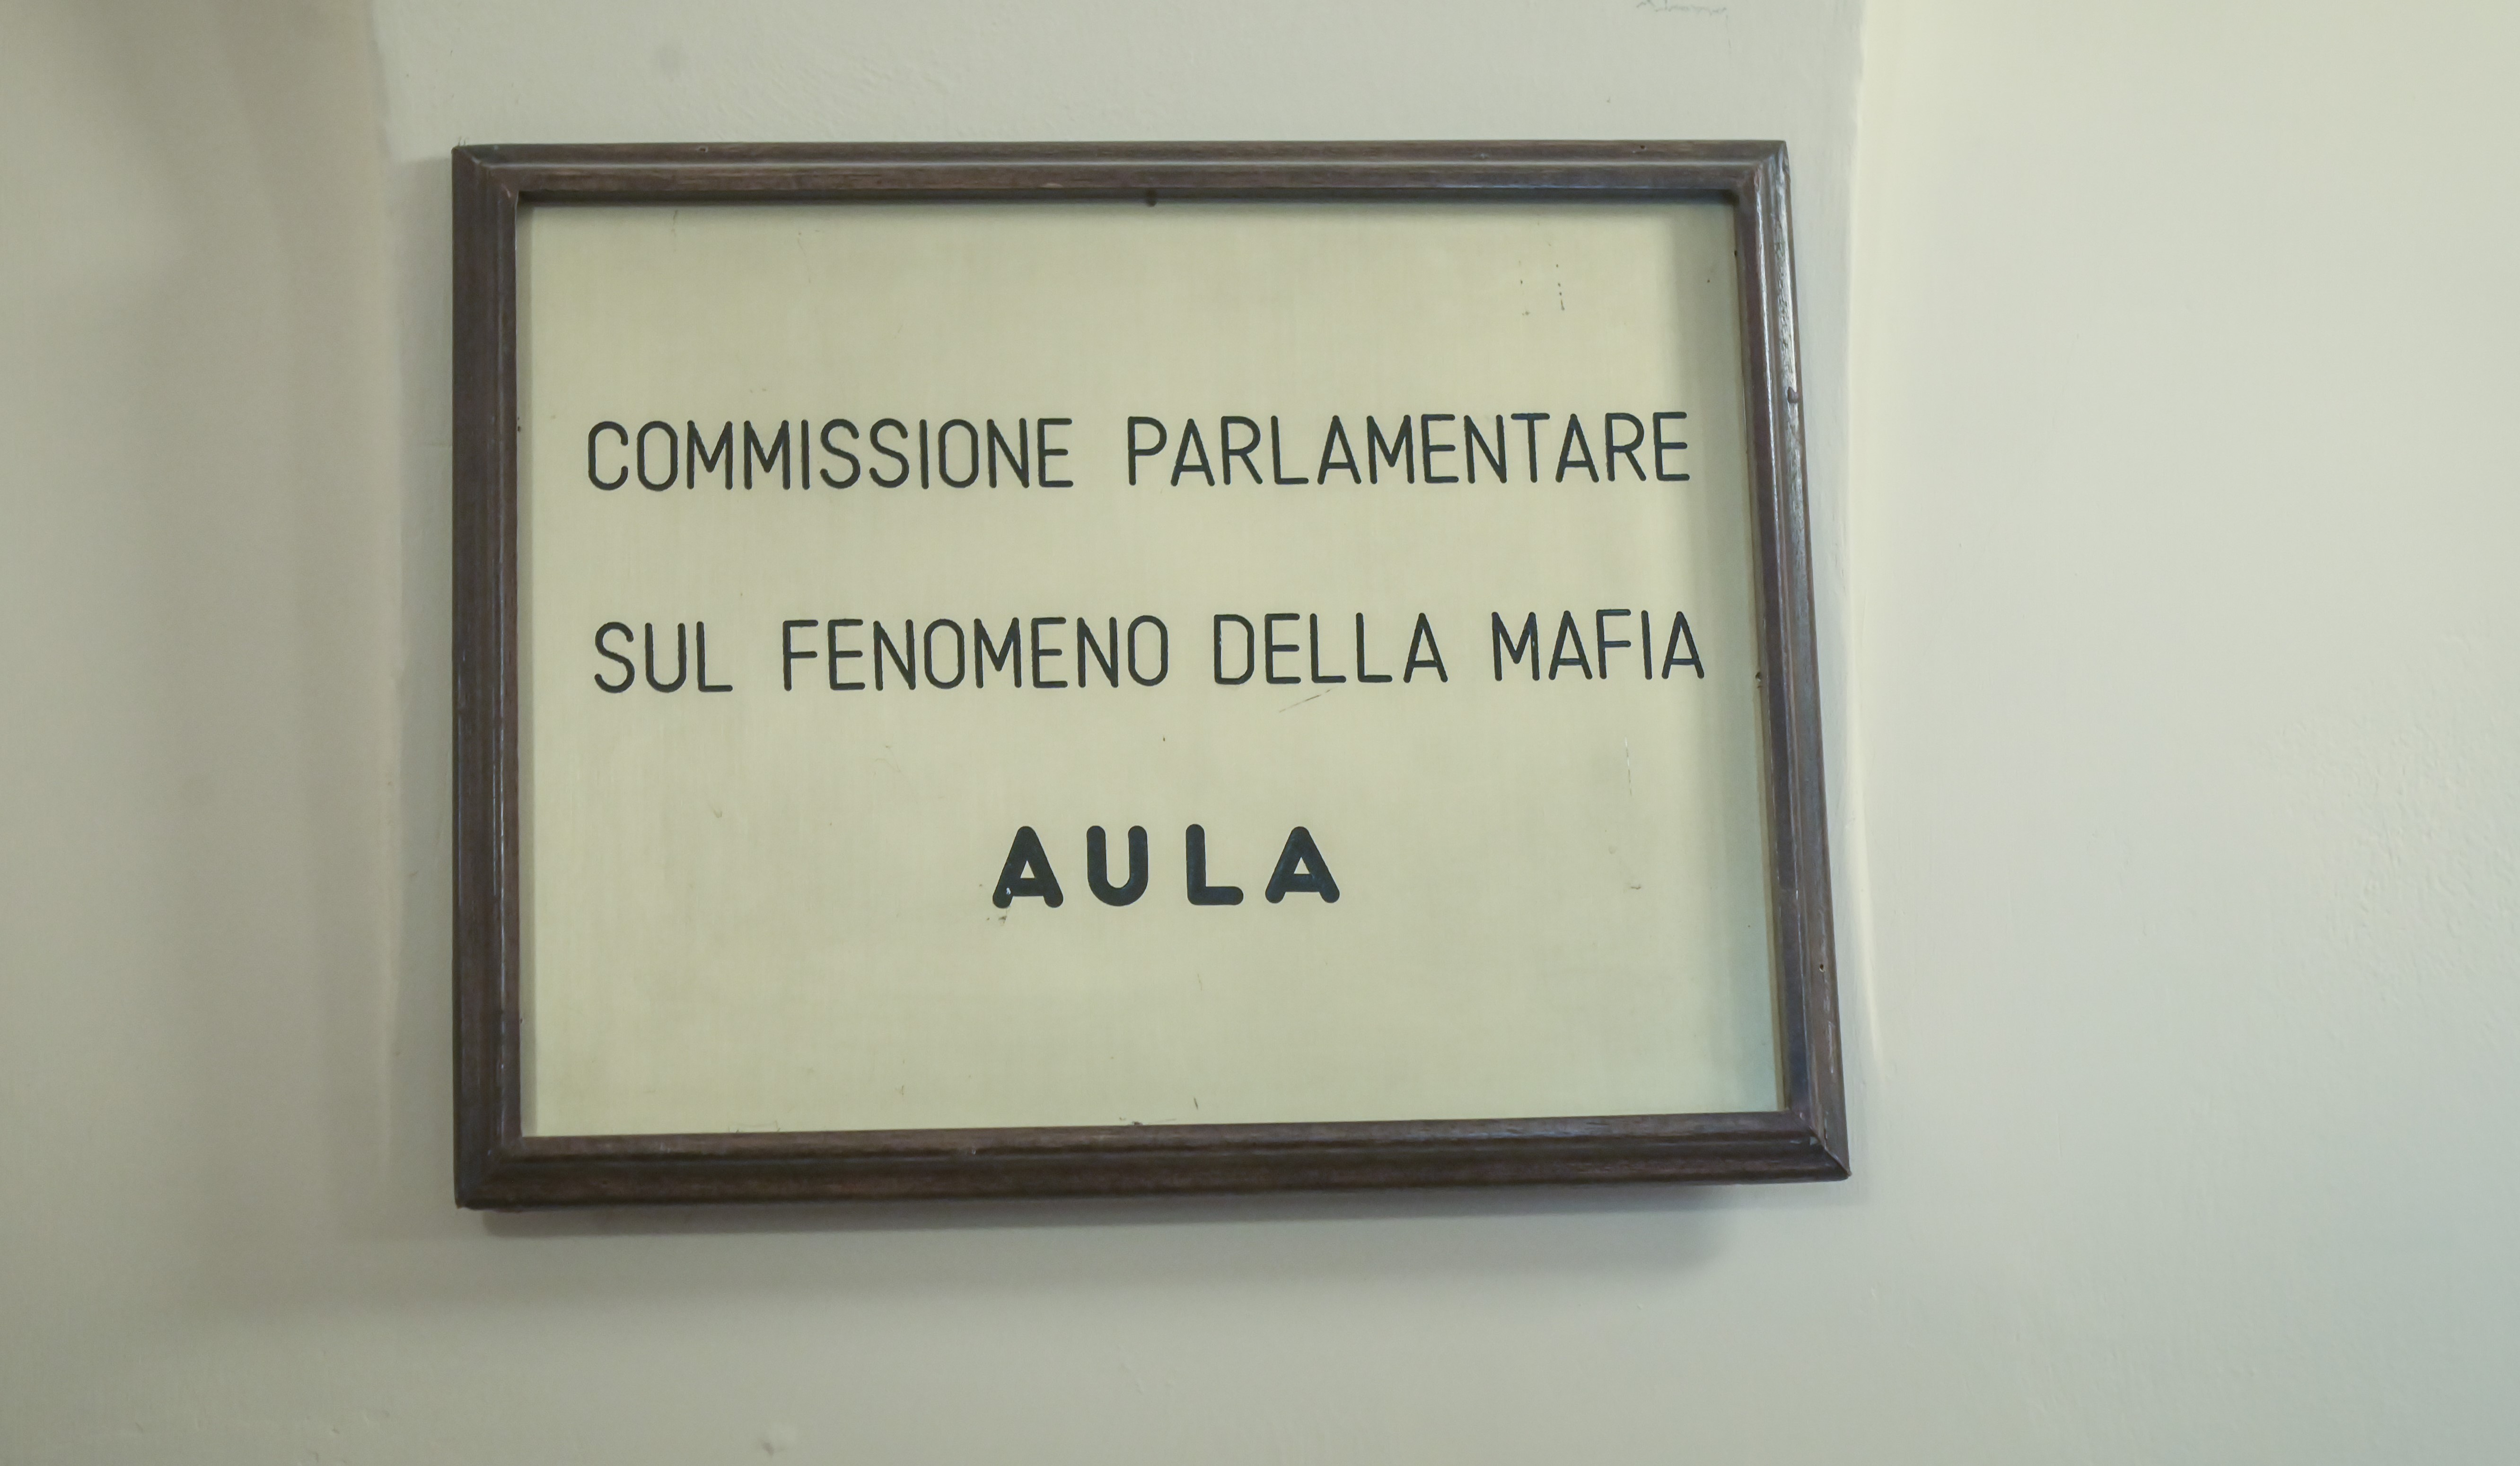 COMMISSIONE PARLAMENTARE
SUL FENOMENO DELLA MAFIA
AULA